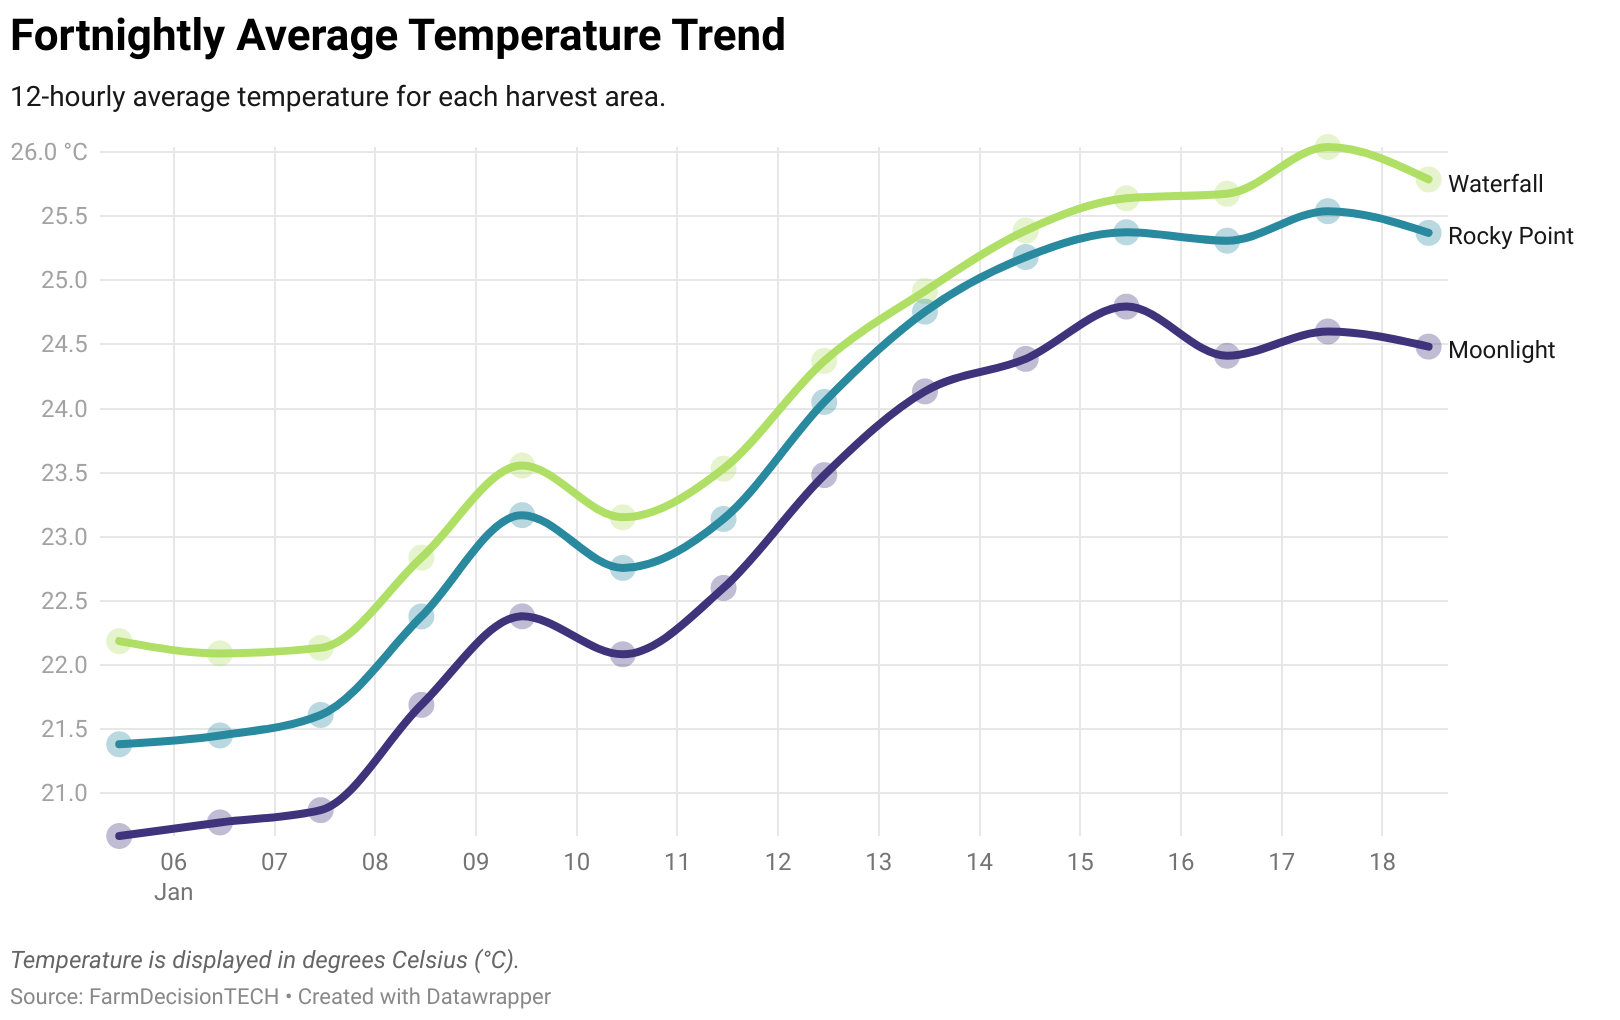 Fortnightly Average Temperature Trend
12-hourly average temperature for each harvest area.
26.0 °C
25.5
25.0
24.5
24.0
23.5
23.0
22.5
22.0
21.5
21.0
Waterfall
Rocky Point
Moonlight
06 07 08 09 10 11 12 13 14 15 16 17 18
Jan
Temperature is displayed in degrees Celsius (°C).
Source: FarmDecisionTECH • Created with Datawrapper